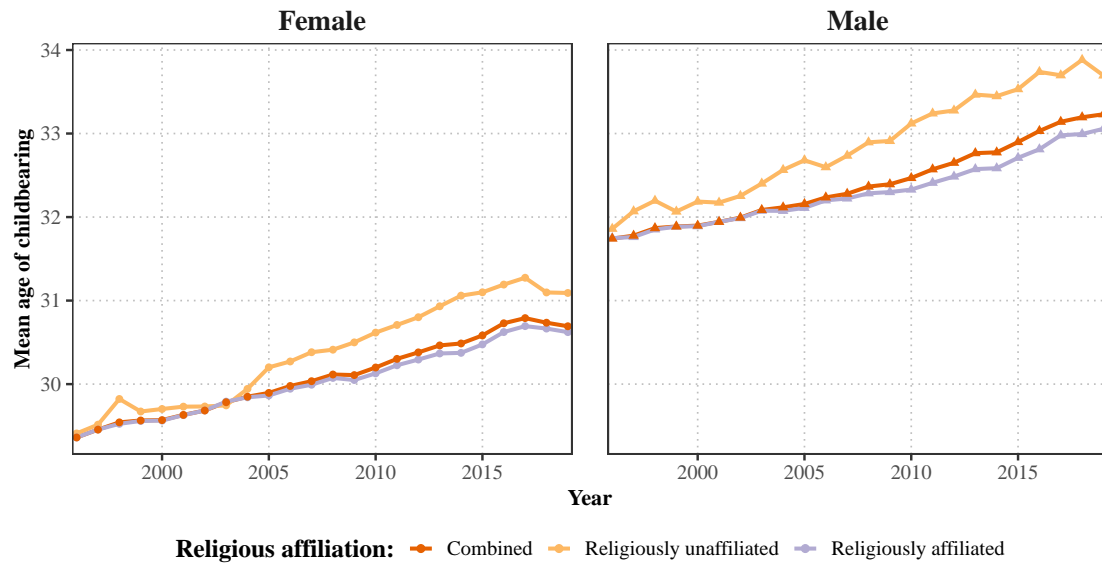 Female Male
Mean age of childbearing
34
33
32
31
30
2000 2005 2010 2015 2000 2005 2010 2015
Year
Religious affiliation: Combined Religiously unaffiliated Religiously affiliated